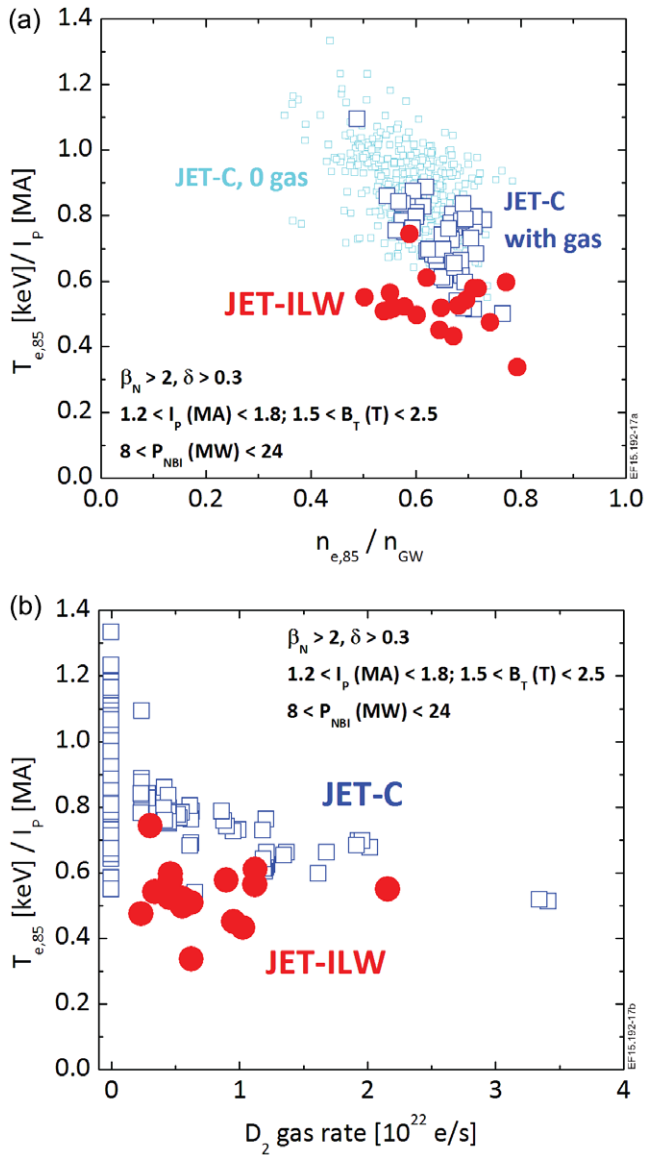 (a)
1.4
1.2
1.0
0.8
0.6
0.4
0.2
0.0
T_e,85 [keV]/ I_P [MA]
JET-C, 0 gas
JET-C
with gas
JET-ILW
β_N > 2, δ > 0.3
1.2 < I_P (MA) < 1.8; 1.5 < B_T (T) < 2.5
8 < P_NBI (MW) < 24
EF15.192-17a
0.0 0.2 0.4 0.6 0.8 1.0
n_e,85 / n_GW
(b)
1.4
1.2
1.0
0.8
0.6
0.4
0.2
0.0
T_e,85 [keV] / I_P [MA]
β_N > 2, δ > 0.3
1.2 < I_P (MA) < 1.8; 1.5 < B_T (T) < 2.5
8 < P_NBI (MW) < 24
JET-C
JET-ILW
EF15.192-17b
0 1 2 3 4
D₂ gas rate [10²² e/s]